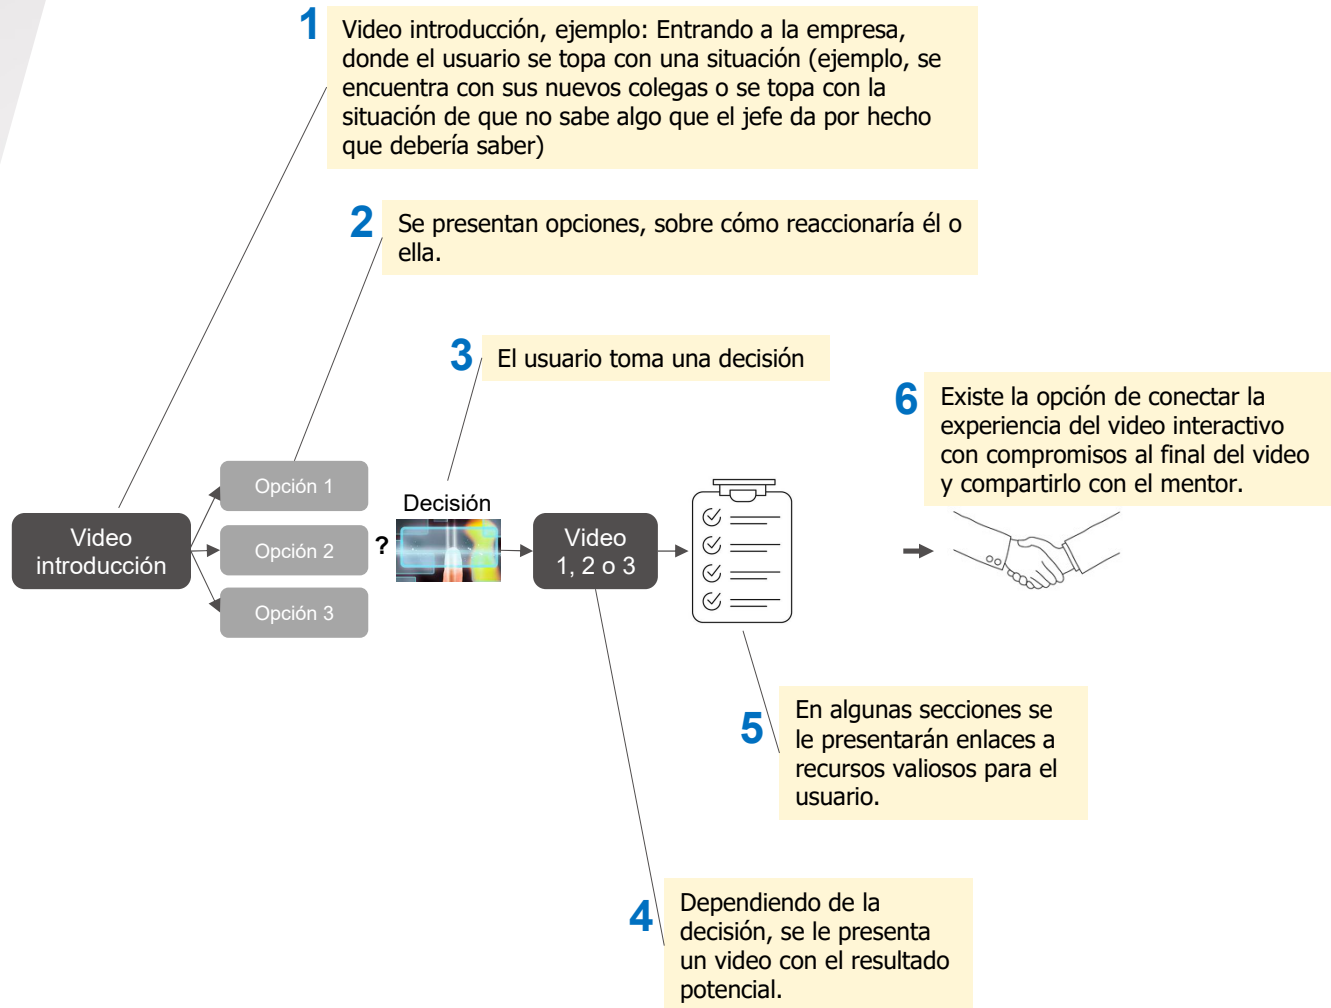 1
Video introducción, ejemplo: Entrando a la empresa,
donde el usuario se topa con una situación (ejemplo, se
encuentra con sus nuevos colegas o se topa con la
situación de que no sabe algo que el jefe da por hecho
que debería saber)
2
Se presentan opciones, sobre cómo reaccionaría él o
ella.
3
El usuario toma una decisión
6
Existe la opción de conectar la
experiencia del video interactivo
con compromisos al final del video
y compartirlo con el mentor.
Video
introducción
Opción 1
Opción 2
Opción 3
?
Decisión
Video
1, 2 o 3
5
En algunas secciones se
le presentarán enlaces a
recursos valiosos para el
usuario.
4
Dependiendo de la
decisión, se le presenta
un video con el resultado
potencial.